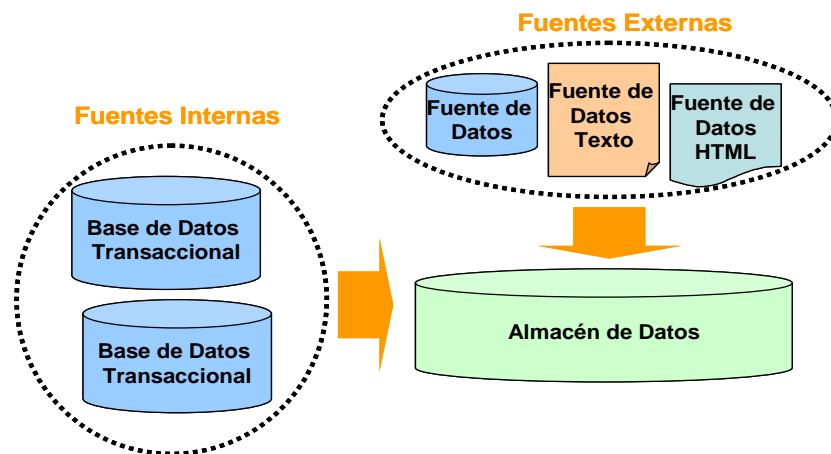 Fuentes Externas
Fuente de
Datos
Fuente de
Datos
Texto
Fuente de
Datos
HTML
Fuentes Internas
Base de Datos
Transaccional
Base de Datos
Transaccional
Almacén de Datos